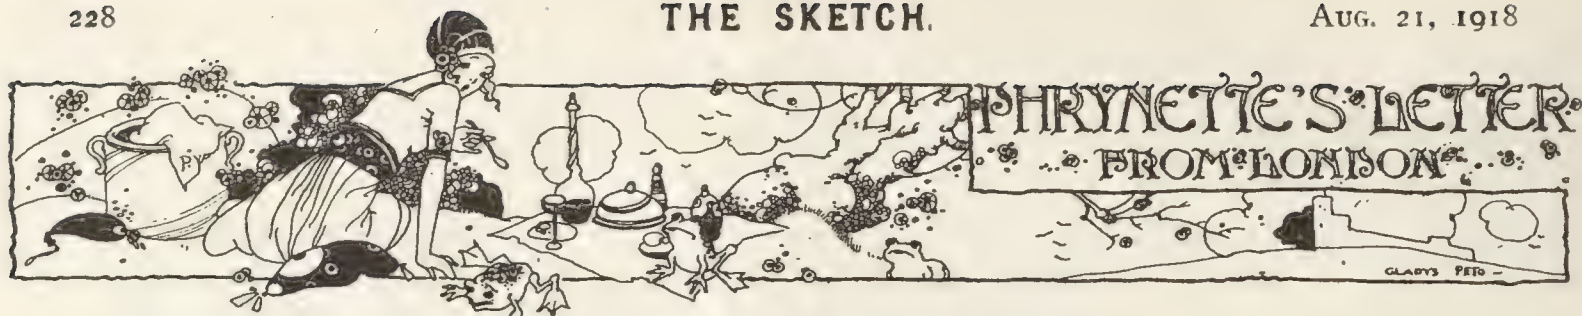 228 THE SKETCH. AUG. 21, 1918
PHRYNETTE'S LETTER
FROM LONDON
P
GLADYS PETO